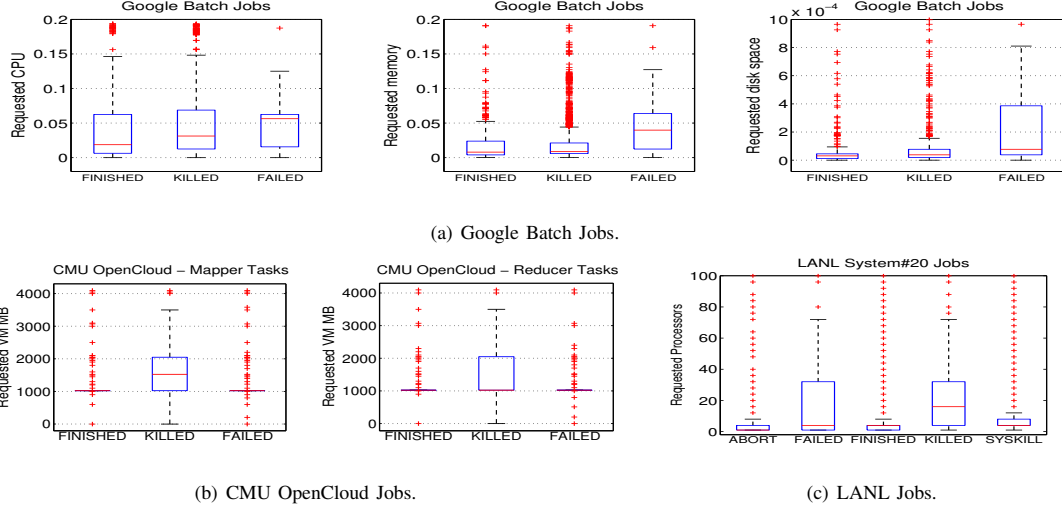 Google Batch Jobs
Requested CPU
0.2
0.15
0.1
0.05
0
FINISHED KILLED FAILED
Google Batch Jobs
Requested memory
0.2
0.15
0.1
0.05
0
FINISHED KILLED FAILED
Google Batch Jobs
Requested disk space
x 10⁻⁴
10
8
6
4
2
0
FINISHED KILLED FAILED
(a) Google Batch Jobs.
CMU OpenCloud – Mapper Tasks
Requested VM MB
4000
3000
2000
1000
0
FINISHED KILLED FAILED
CMU OpenCloud – Reducer Tasks
Requested VM MB
4000
3000
2000
1000
0
FINISHED KILLED FAILED
LANL System#20 Jobs
Requested Processors
100
80
60
40
20
0
ABORT FAILED FINISHED KILLED SYSKILL
(b) CMU OpenCloud Jobs.
(c) LANL Jobs.